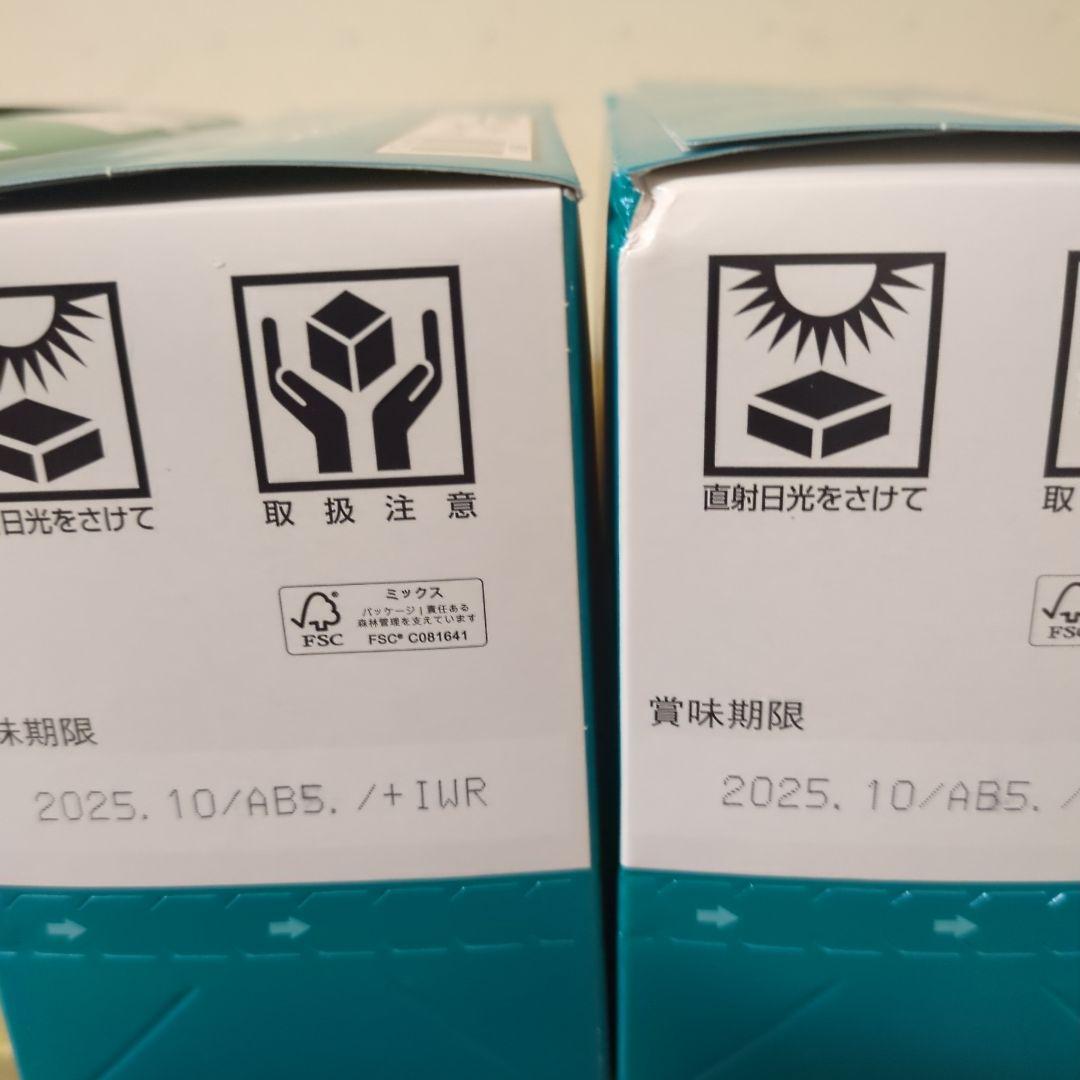 日光をさけて
取扱注意
FSC®
ミックス
パッケージ|責任ある
森林管理を支えています
FSC® C081641
味期限
2025.10/AB5./+IWR
直射日光をさけて
取
FSC
賞味期限
2025.10/AB5./